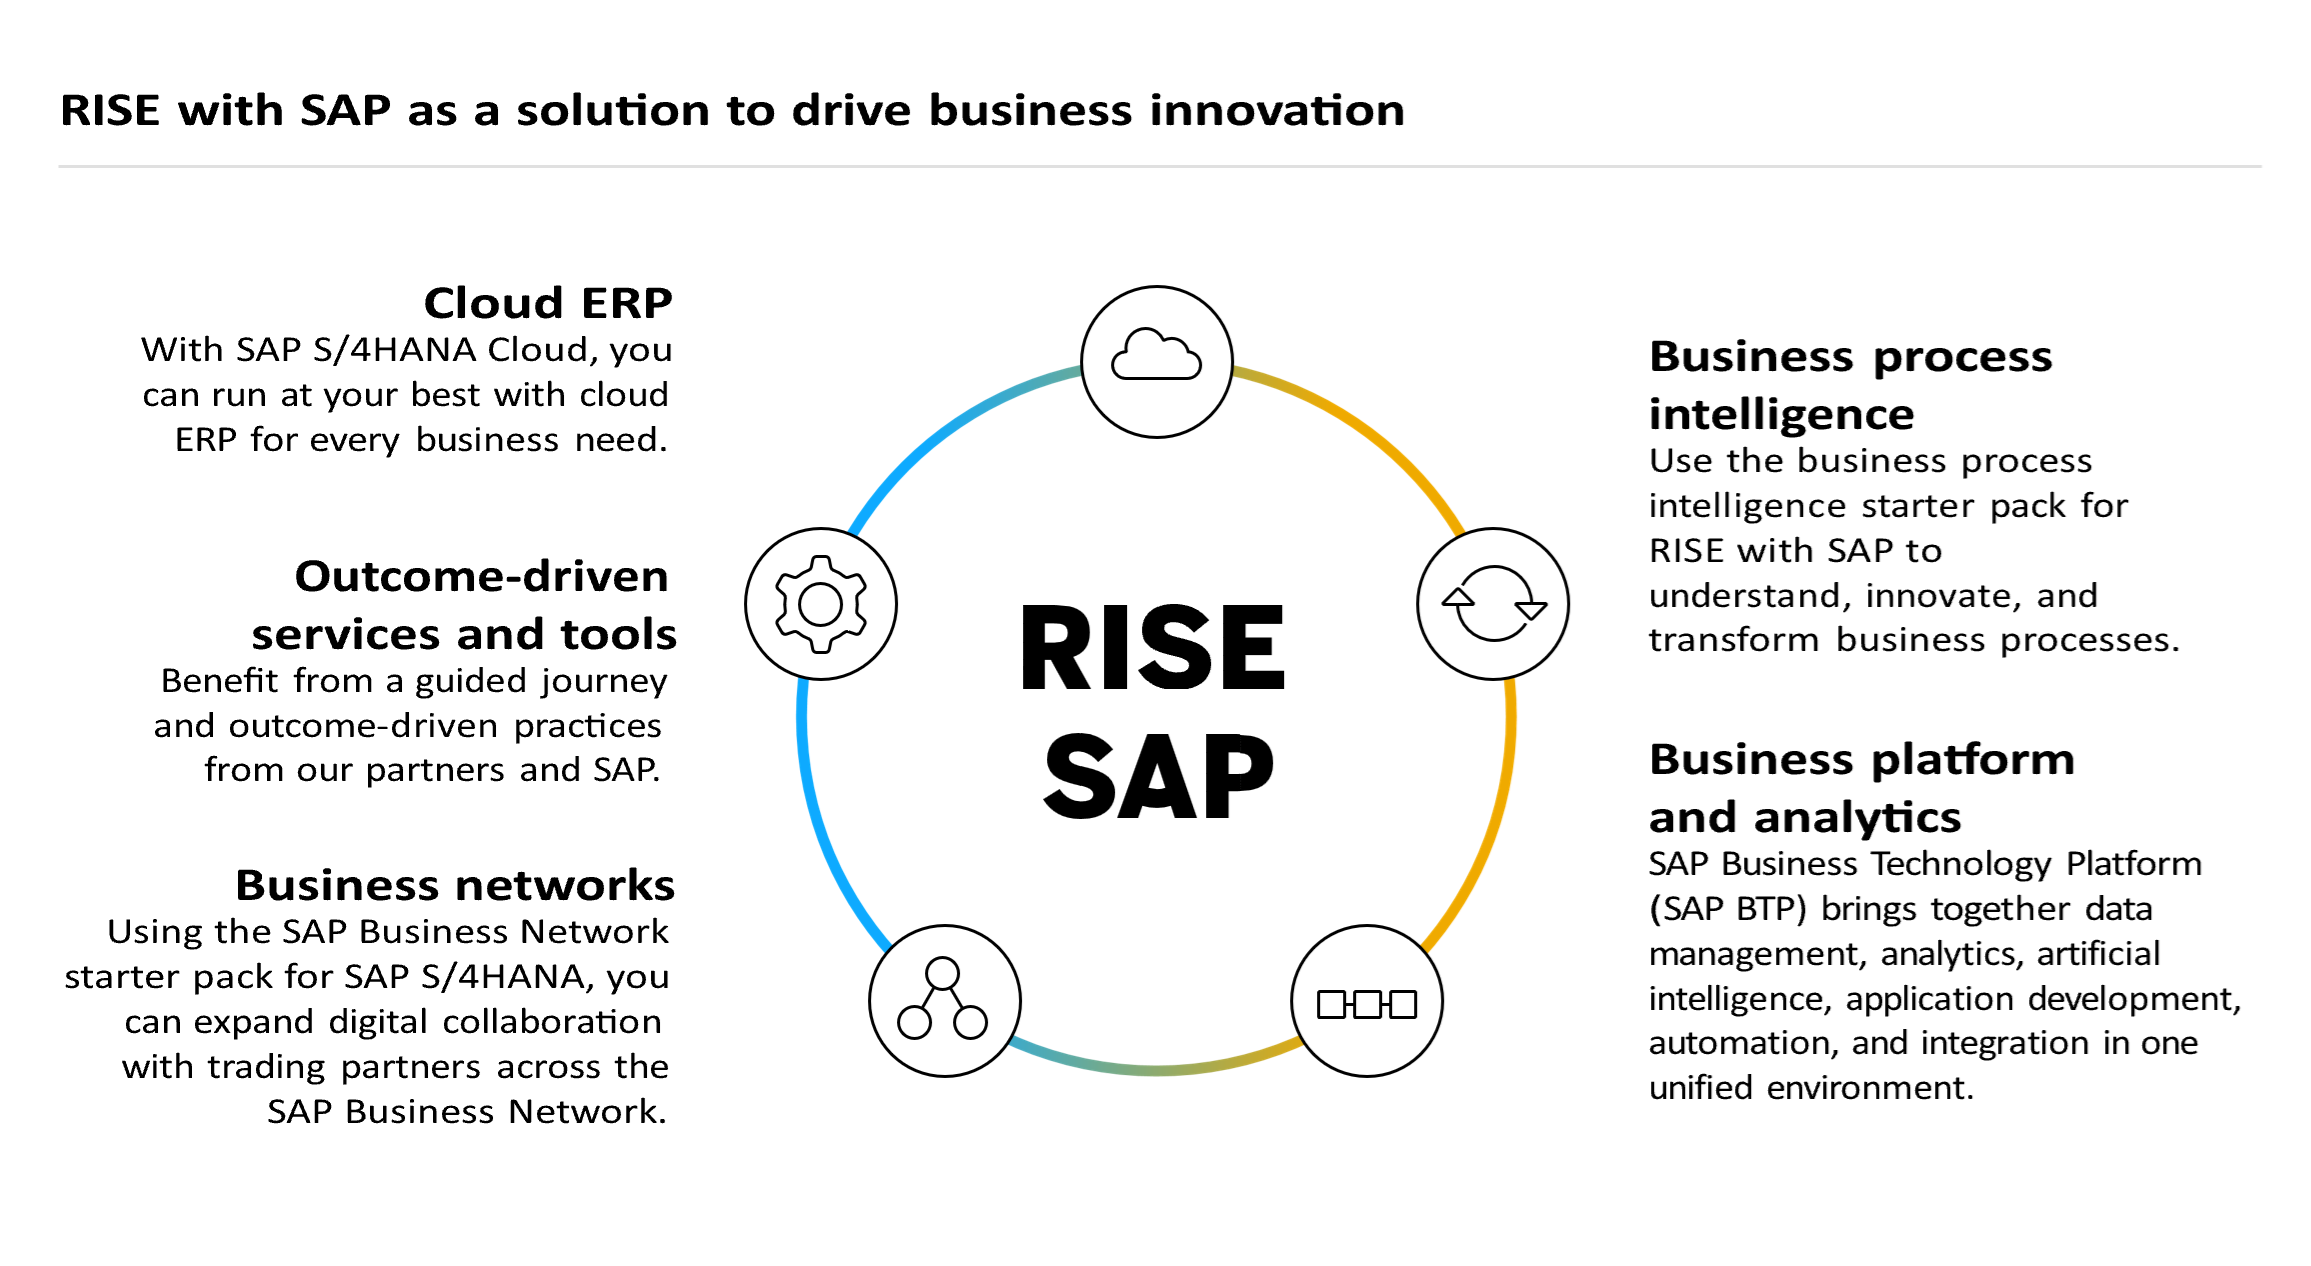 RISE with SAP as a solution to drive business innovation
Cloud ERP
With SAP S/4HANA Cloud, you
can run at your best with cloud
ERP for every business need.
Outcome-driven
services and tools
Benefit from a guided journey
and outcome-driven practices
from our partners and SAP.
Business networks
Using the SAP Business Network
starter pack for SAP S/4HANA, you
can expand digital collaboration
with trading partners across the
SAP Business Network.
RISE
SAP
Business process
intelligence
Use the business process
intelligence starter pack for
RISE with SAP to
understand, innovate, and
transform business processes.
Business platform
and analytics
SAP Business Technology Platform
(SAP BTP) brings together data
management, analytics, artificial
intelligence, application development,
automation, and integration in one
unified environment.